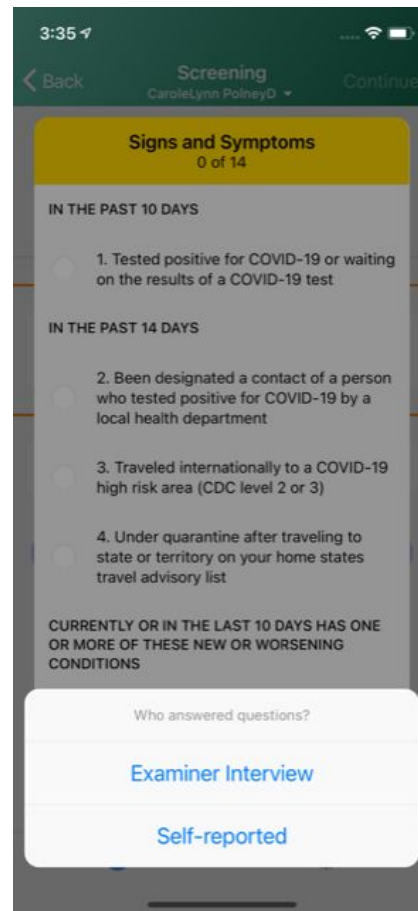 3:35
Back
Screening
Continue
CaroleLynn PolneyD
Signs and Symptoms
0 of 14
IN THE PAST 10 DAYS
1. Tested positive for COVID-19 or waiting
on the results of a COVID-19 test
IN THE PAST 14 DAYS
2. Been designated a contact of a person
who tested positive for COVID-19 by a
local health department
3. Traveled internationally to a COVID-19
high risk area (CDC level 2 or 3)
4. Under quarantine after traveling to
state or territory on your home states
travel advisory list
CURRENTLY OR IN THE LAST 10 DAYS HAS ONE
OR MORE OF THESE NEW OR WORSENING
CONDITIONS
Who answered questions?
Examiner Interview
Self-reported